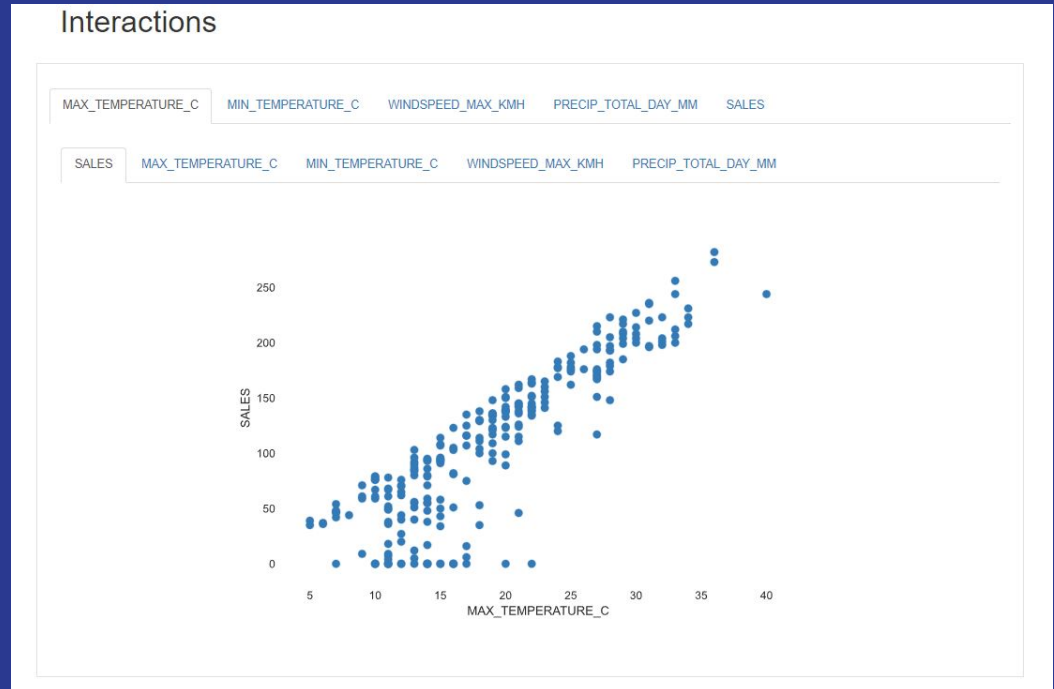 Interactions
MAX_TEMPERATURE_C MIN_TEMPERATURE_C WINDSPEED_MAX_KMH PRECIP_TOTAL_DAY_MM SALES
SALES MAX_TEMPERATURE_C MIN_TEMPERATURE_C WINDSPEED_MAX_KMH PRECIP_TOTAL_DAY_MM
250
200
150
SALES
100
50
0
5 10 15 20 25 30 35 40
MAX_TEMPERATURE_C